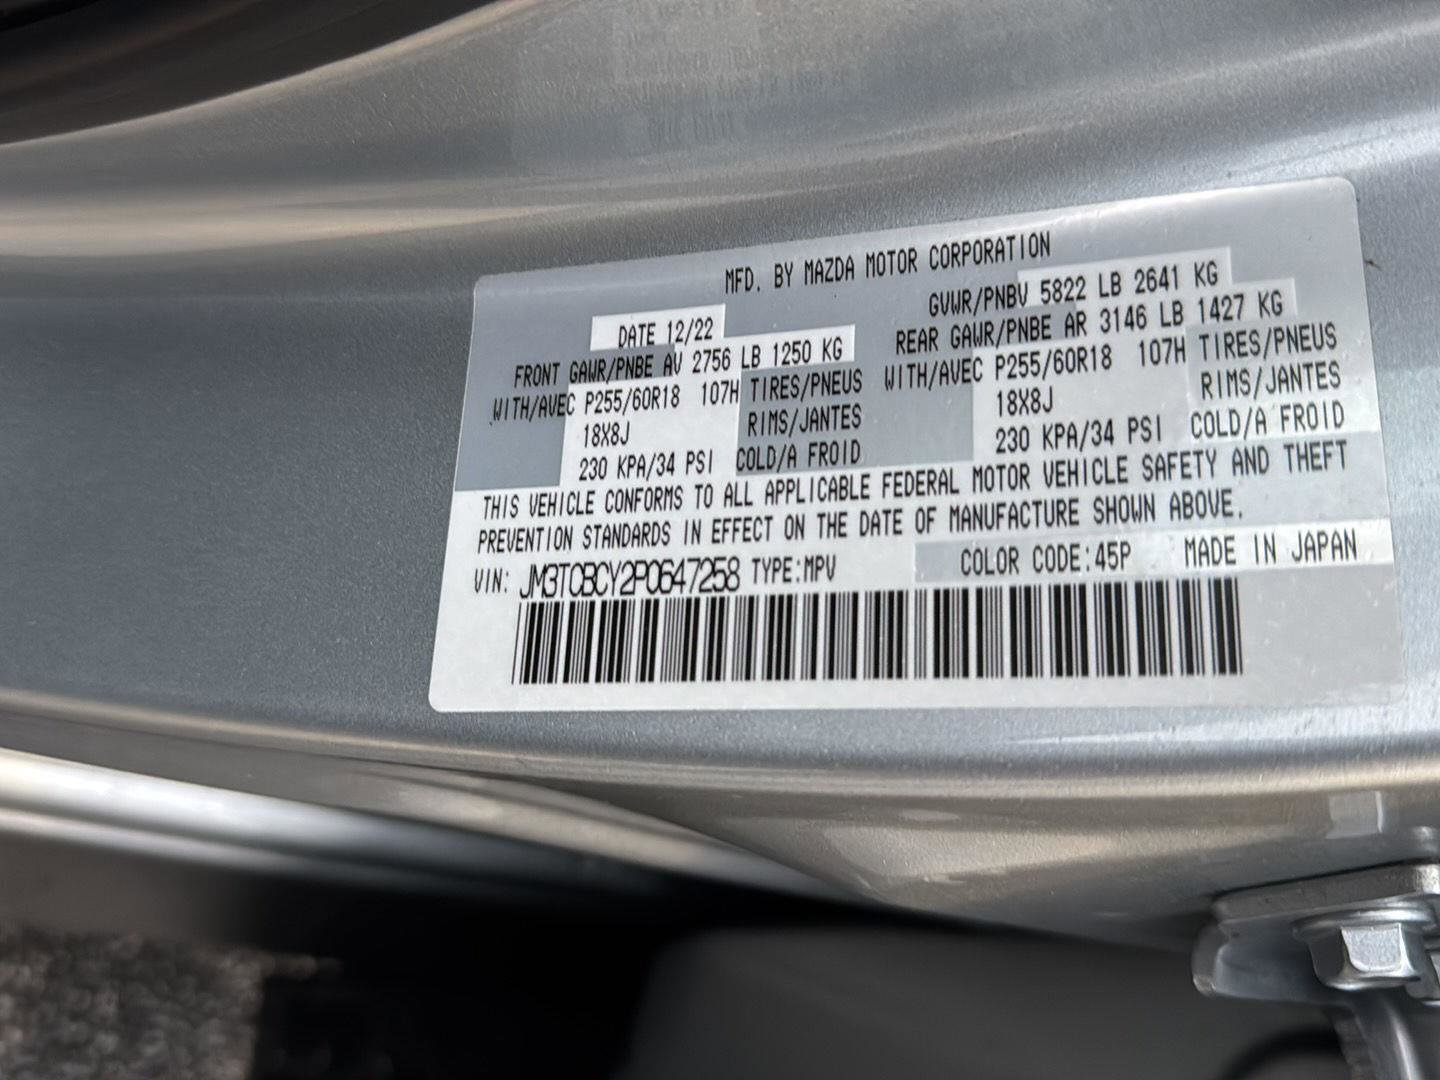 MFD. BY MAZDA MOTOR CORPORATION
DATE 12/22 GVWR/PNBV 5822 LB 2641 KG
FRONT GAWR/PNBE AV 2756 LB 1250 KG REAR GAWR/PNBE AR 3146 LB 1427 KG
WITH/AVEC P255/60R18 107H TIRES/PNEUS WITH/AVEC P255/60R18 107H TIRES/PNEUS
18X8J RIMS/JANTES 18X8J RIMS/JANTES
230 KPA/34 PSI COLD/A FROID 230 KPA/34 PSI COLD/A FROID
THIS VEHICLE CONFORMS TO ALL APPLICABLE FEDERAL MOTOR VEHICLE SAFETY AND THEFT
PREVENTION STANDARDS IN EFFECT ON THE DATE OF MANUFACTURE SHOWN ABOVE.
VIN: JM3TCBCY2P0647258 TYPE:MPV COLOR CODE:45P MADE IN JAPAN